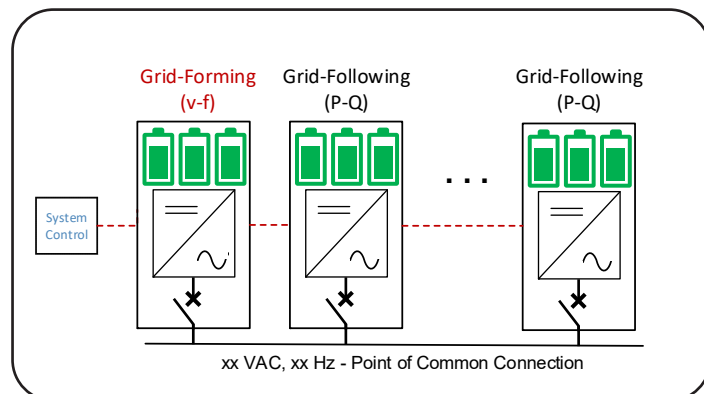 Grid-Forming
(v-f)
Grid-Following
(P-Q)
Grid-Following
(P-Q)
. . .
System
Control
xx VAC, xx Hz - Point of Common Connection